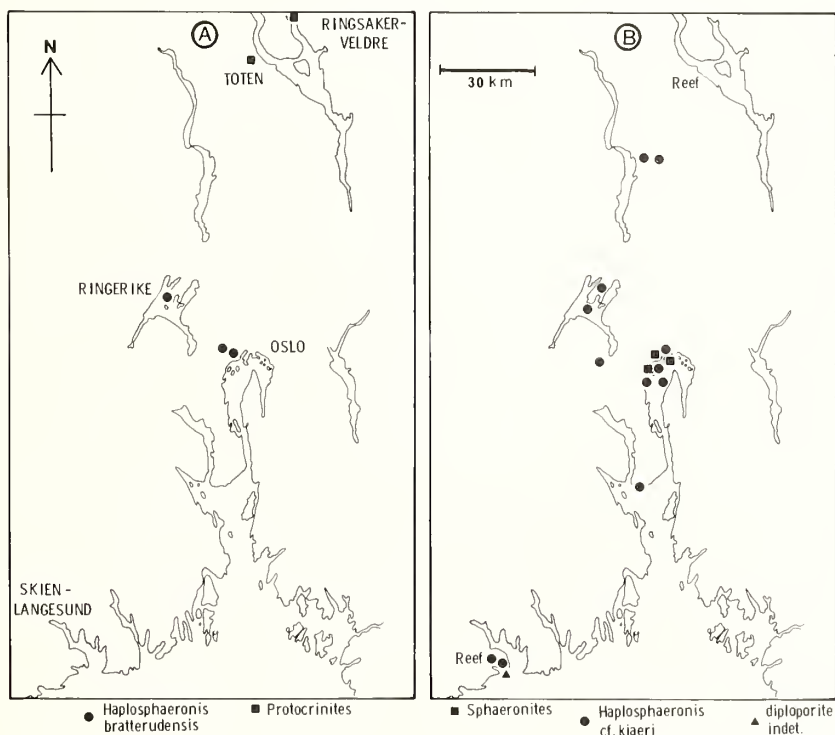 N
A
RINGSAKER-
VELDRE
TOTEN
RINGERIKE
OSLO
SKIEN-
LANGESUND
Haplosphaeronis
bratterudensis
Protocrinites
B
30 km
Reef
Reef
Sphaeronites
Haplosphaeronis
cf. kiaeri
diploporite
indet.